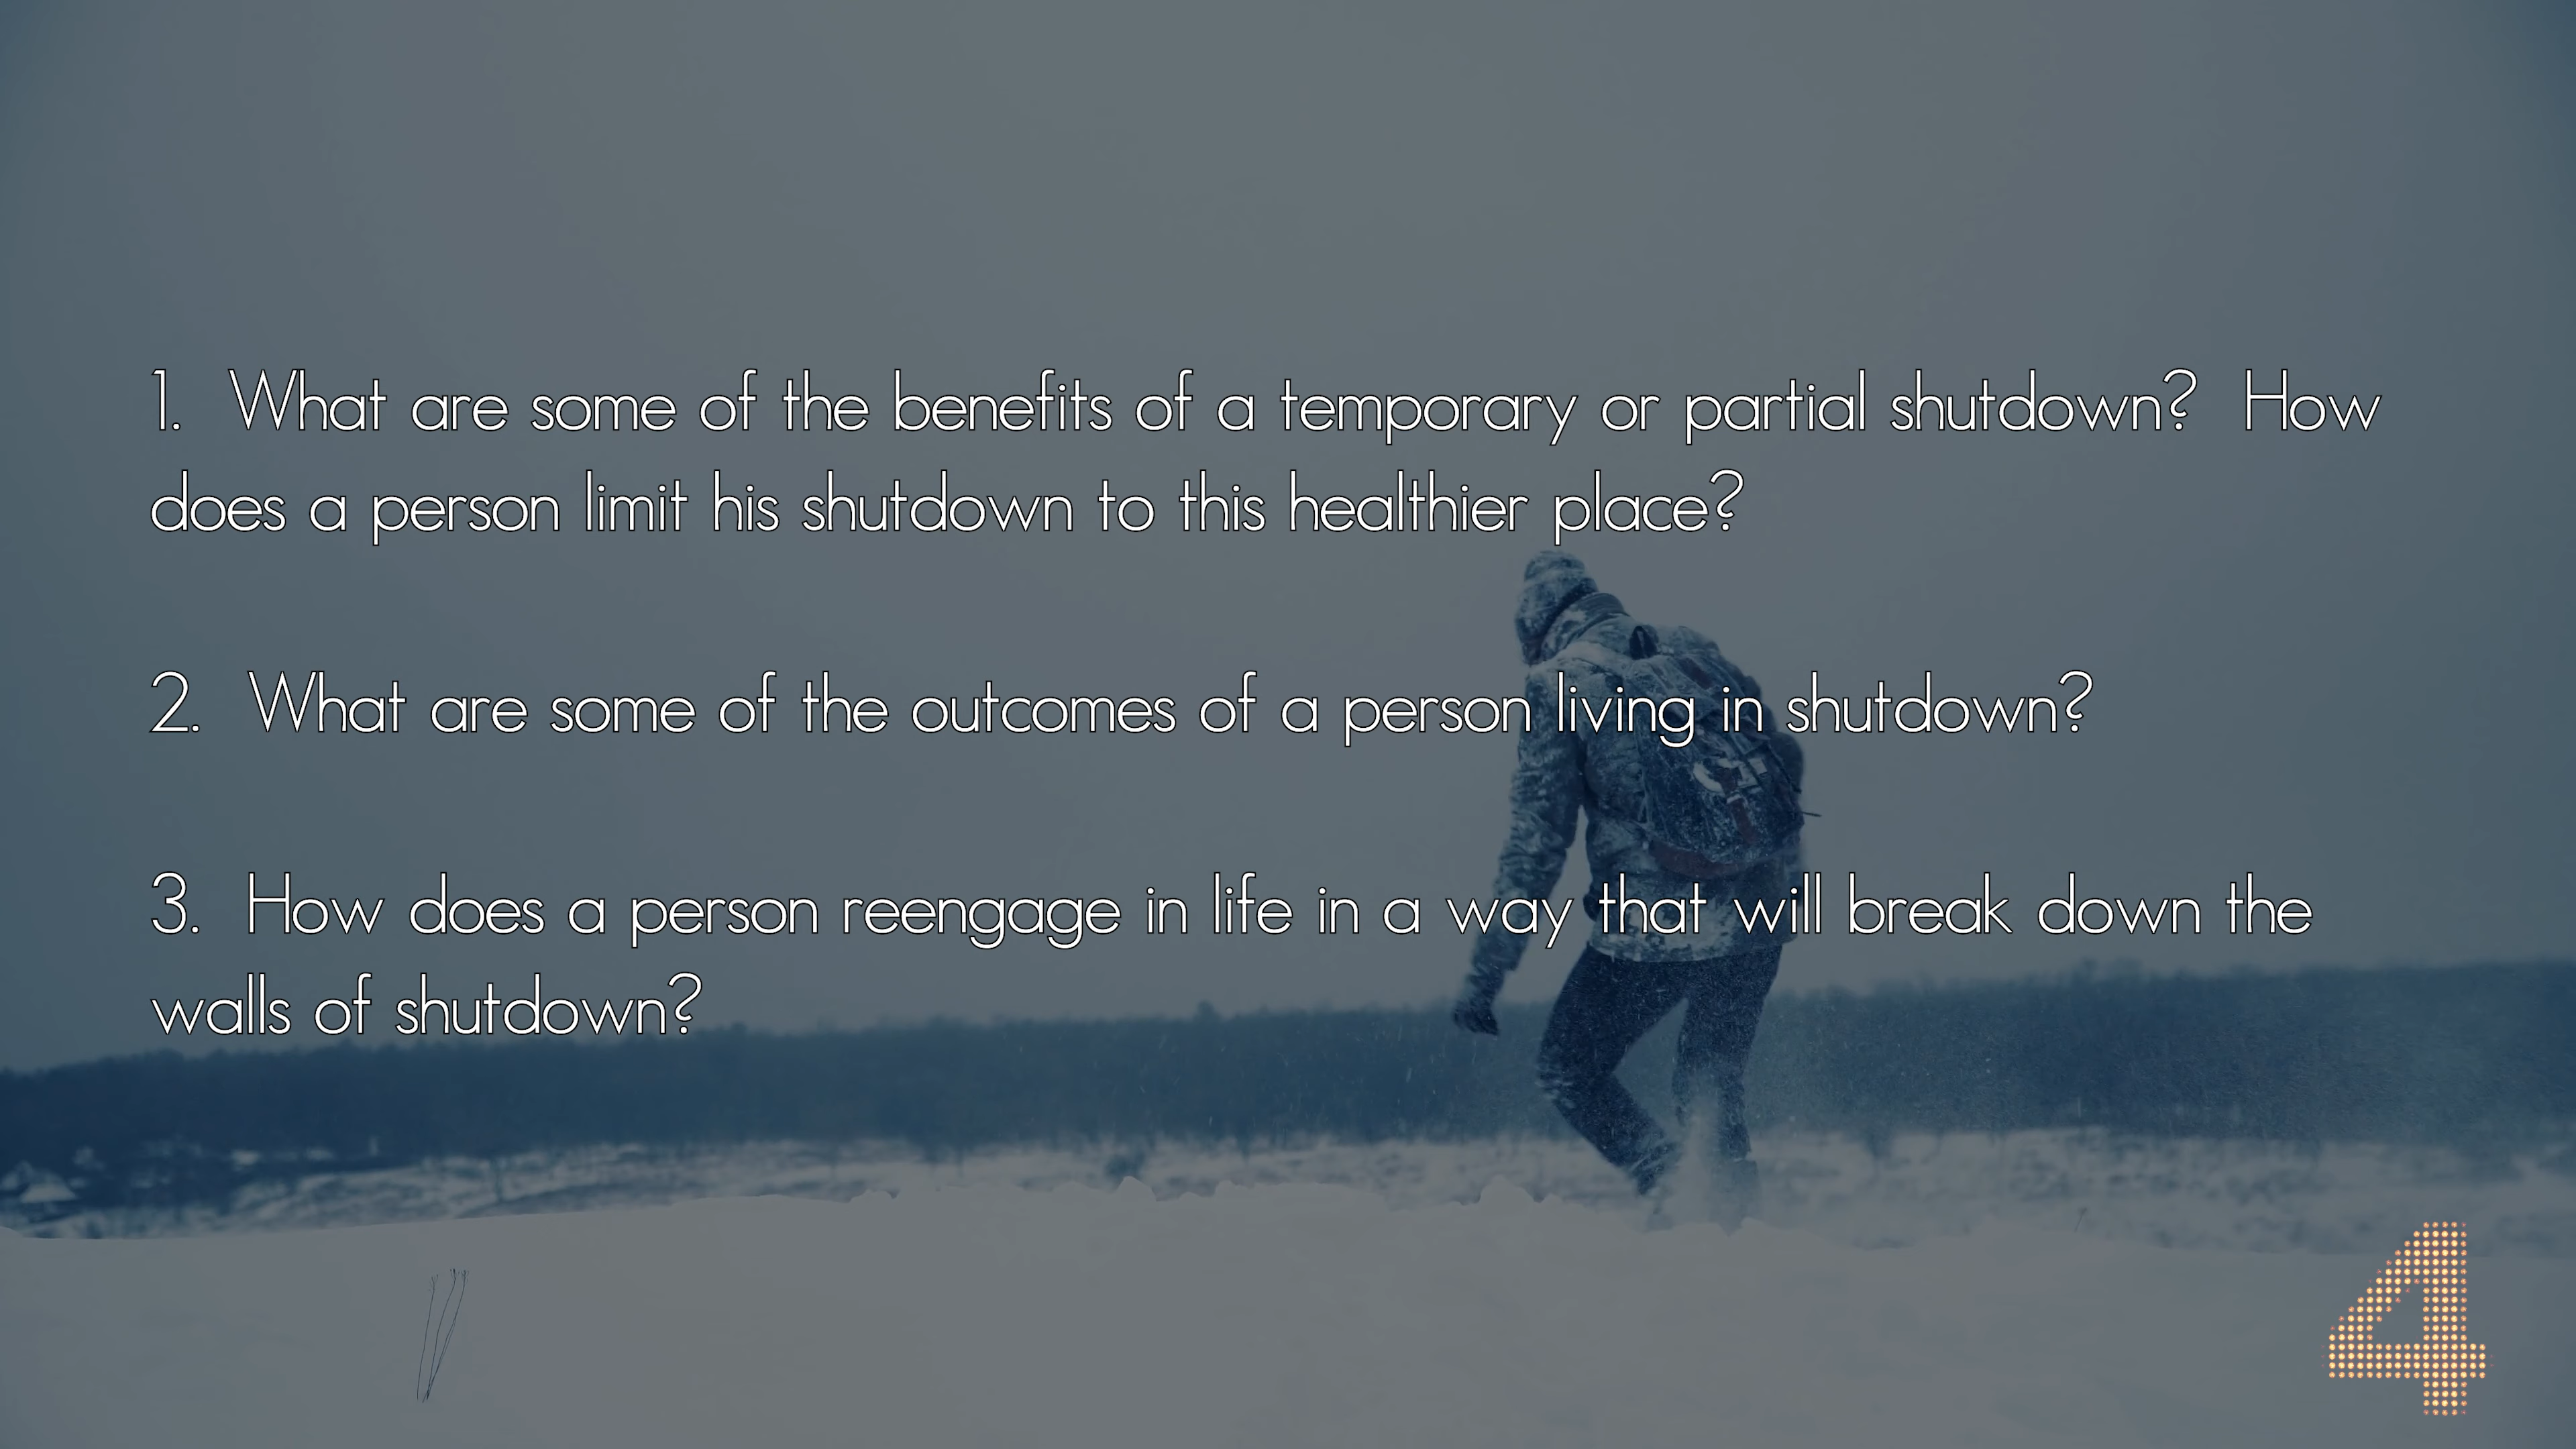 1.  What are some of the benefits of a temporary or partial shutdown?  How
does a person limit his shutdown to this healthier place?
2.  What are some of the outcomes of a person living in shutdown?
3.  How does a person reengage in life in a way that will break down the
walls of shutdown?
4